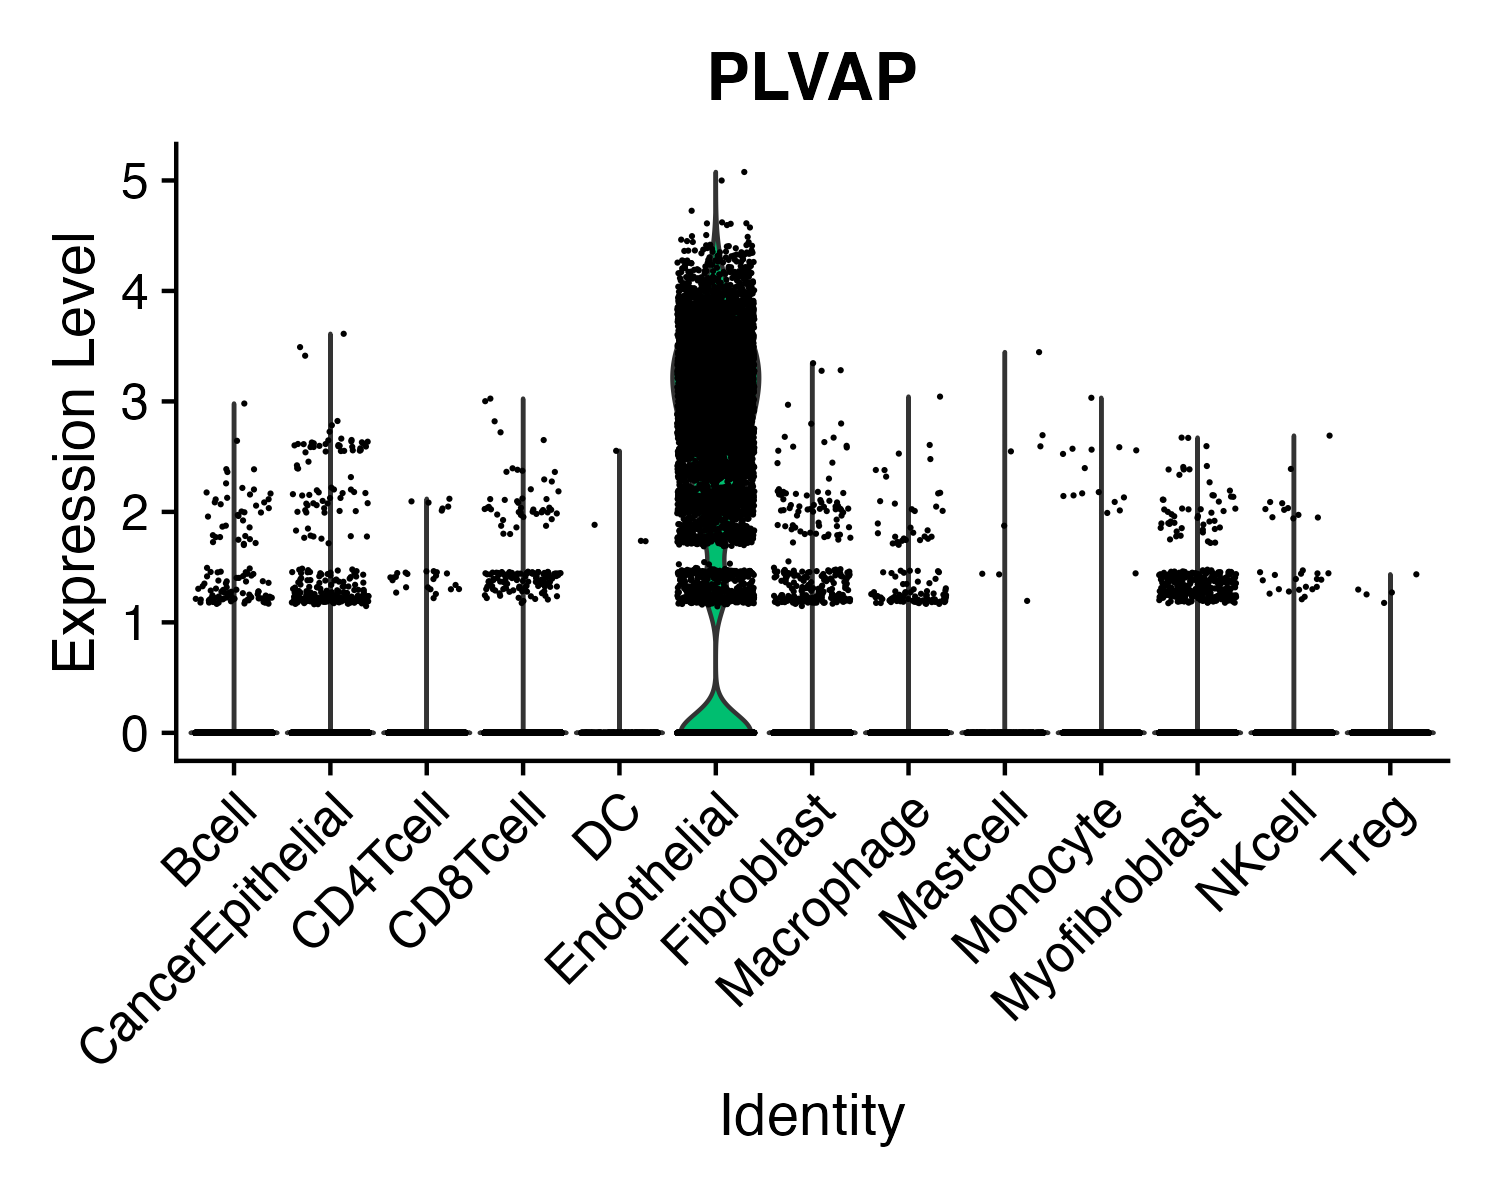 PLVAP
Expression Level
5
4
3
2
1
0
Bcell
CancerEpithelial
CD4Tcell
CD8Tcell
DC
Endothelial
Fibroblast
Macrophage
Mastcell
Monocyte
Myofibroblast
NKcell
Treg
Identity